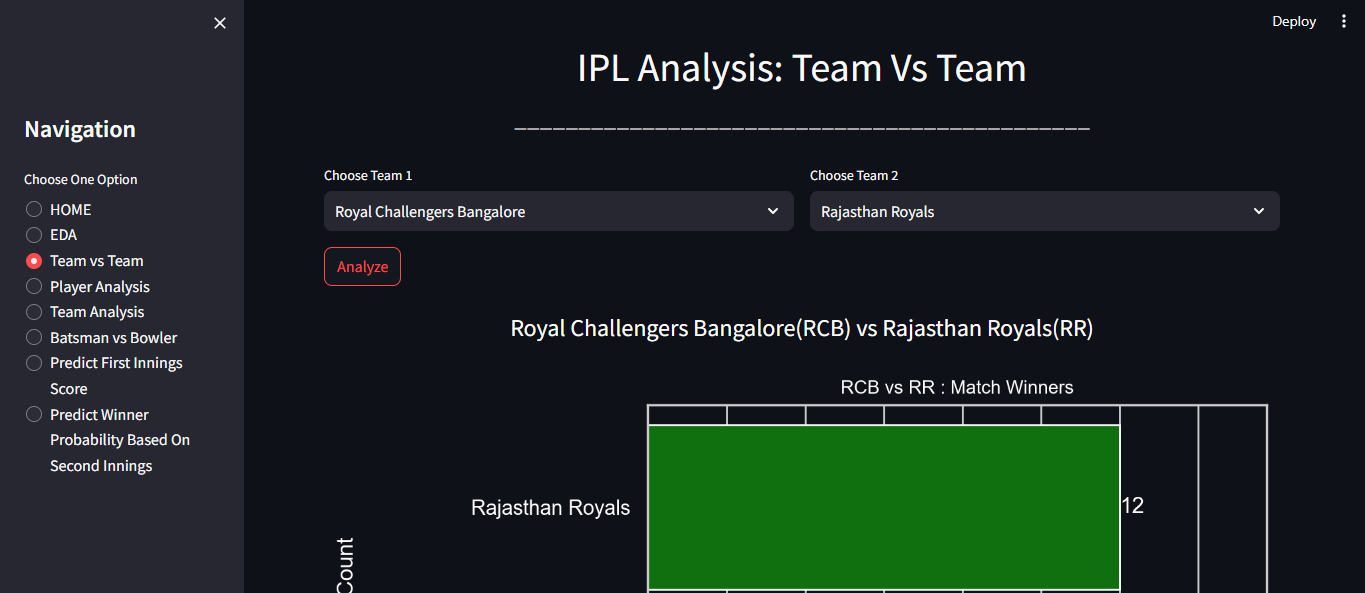 Deploy
IPL Analysis: Team Vs Team
_____________________________________________
Navigation
Choose One Option
HOME
EDA
Team vs Team
Player Analysis
Team Analysis
Batsman vs Bowler
Predict First Innings
Score
Predict Winner
Probability Based On
Second Innings
Choose Team 1
Royal Challengers Bangalore
Choose Team 2
Rajasthan Royals
Analyze
Royal Challengers Bangalore(RCB) vs Rajasthan Royals(RR)
RCB vs RR : Match Winners
Rajasthan Royals
12
Count